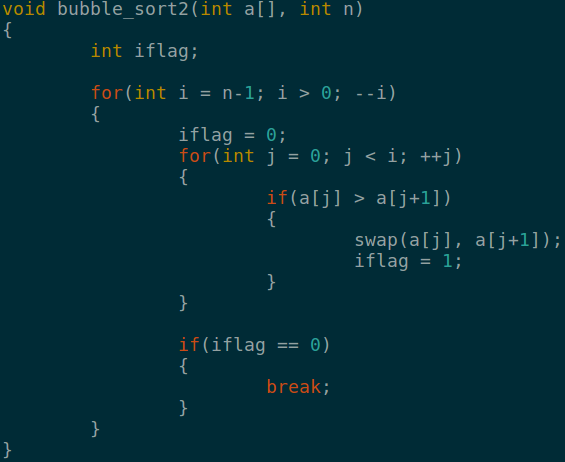 void bubble_sort2(int a[], int n)
{
        int iflag;

        for(int i = n-1; i > 0; --i)
        {
                iflag = 0;
                for(int j = 0; j < i; ++j)
                {
                        if(a[j] > a[j+1])
                        {
                                swap(a[j], a[j+1]);
                                iflag = 1;
                        }
                }

                if(iflag == 0)
                {
                        break;
                }
        }
}